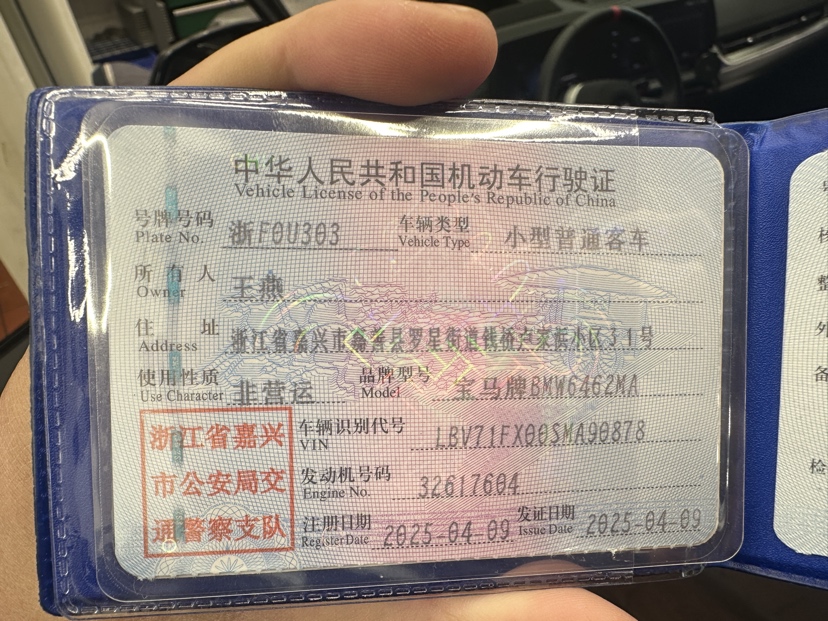 中华人民共和国机动车行驶证
Vehicle License of the People's Republic of China
号牌号码 浙F0U303 车辆类型 小型普通客车
Plate No. Vehicle Type
所有人 王燕
Owner
住址 浙江省嘉兴市嘉善县罗星街道钱桥卢家浜小区31号
Address
使用性质 非营运 品牌型号 宝马牌BMW6462MA
Use Character Model
浙江省嘉兴
市公安局交
通警察支队
车辆识别代号 LBV71FX00SMA90878
VIN
发动机号码 32617604
Engine No.
注册日期 2025-04-09 发证日期 2025-04-09
Register Date Issue Date